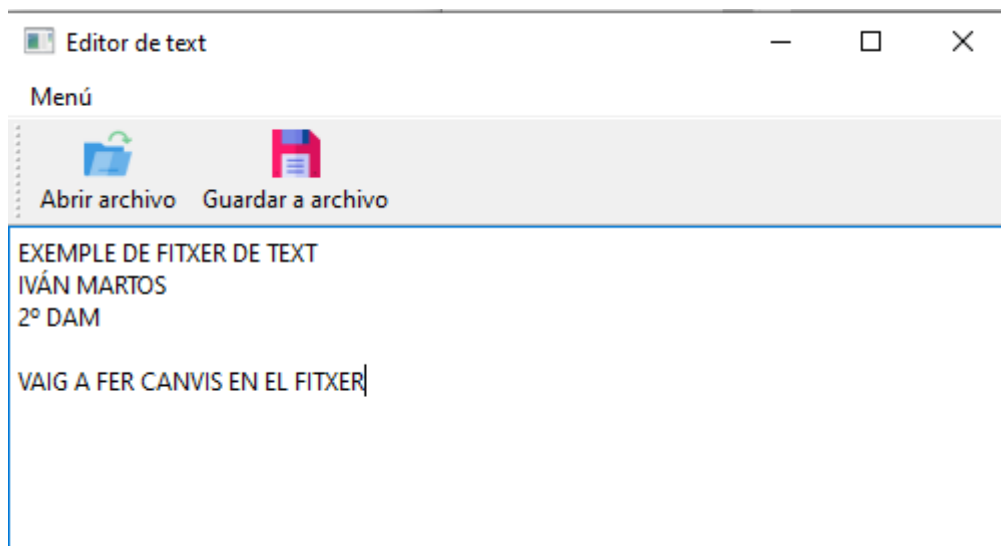 Editor de text
Menú
Abrir archivo Guardar a archivo
EXEMPLE DE FITXER DE TEXT
IVÁN MARTOS
2º DAM
VAIG A FER CANVIS EN EL FITXER